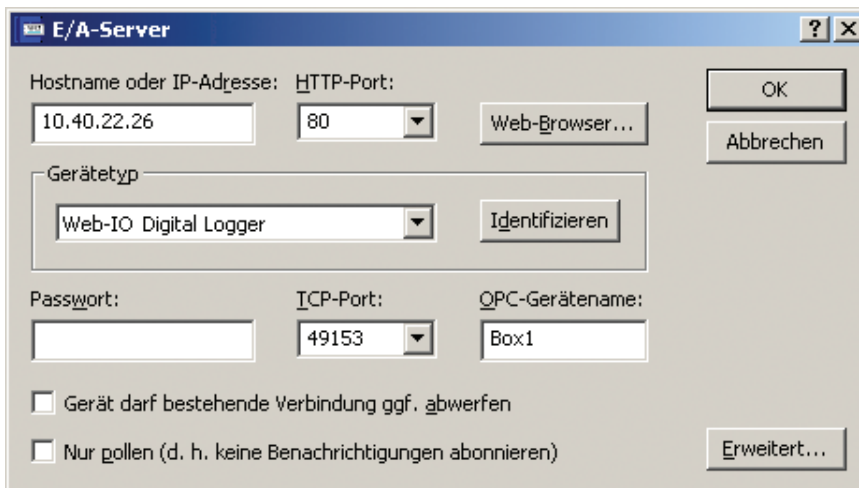 E/A-Server
Hostname oder IP-Adresse: HTTP-Port:
10.40.22.26 80 Web-Browser... OK
Abbrechen
Gerätetyp
Web-IO Digital Logger Identifizieren
Passwort: TCP-Port: OPC-Gerätename:
49153 Box1
Gerät darf bestehende Verbindung ggf. abwerfen
Nur pollen (d. h. keine Benachrichtigungen abonnieren) Erweitert...